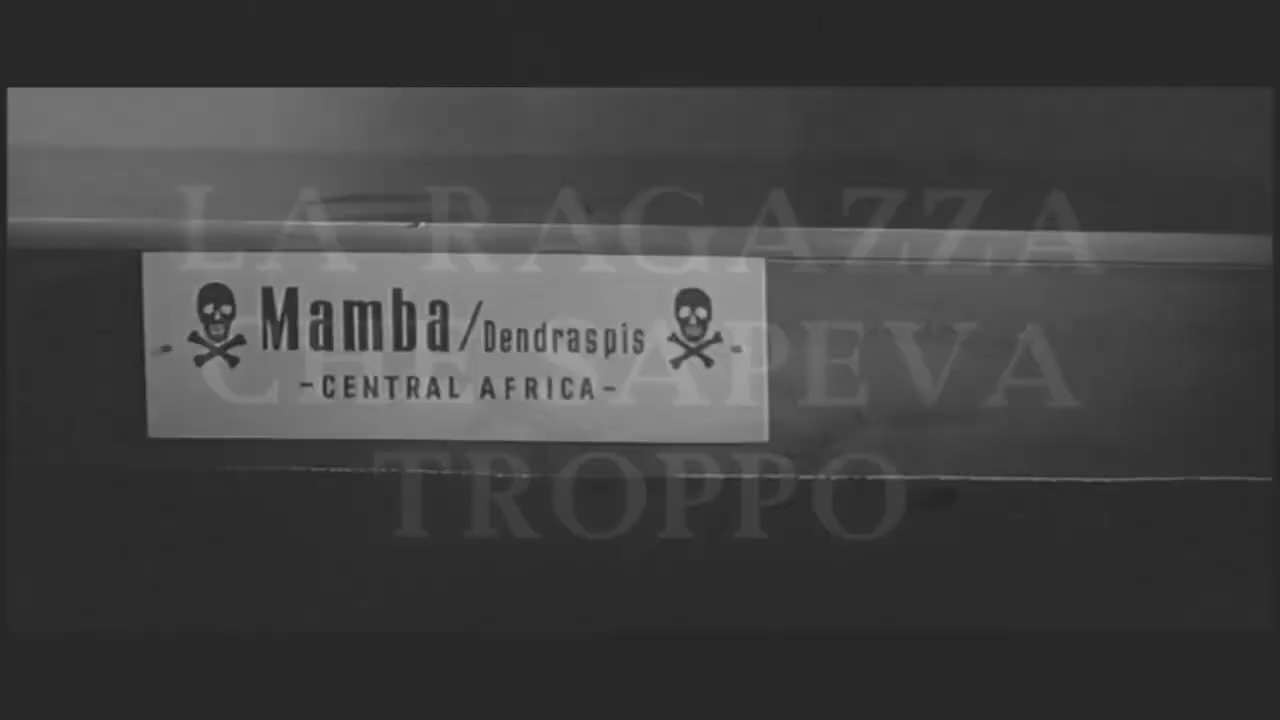 LA RAGAZZA
Mamba/Dendraspis
CHE SAPEVA
-CENTRAL AFRICA-
TROPPO